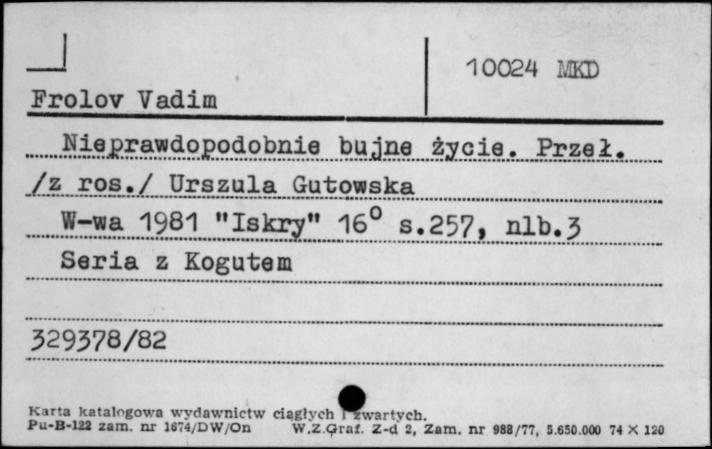 10024 MKD
Frolov Vadim
Nieprawdopodobnie bujne życie. Przeł.
/z ros./ Urszula Gutowska
W-wa 1981 "Iskry" 16° s.257, nlb.3
Seria z Kogutem
329378/82
Karta katalogowa wydawnictw ciągłych i zwartych.
Pu-B-122 zam. nr 1674/DW/On W.Z.Graf. Z-d 2, Zam. nr 988/77, 5.650.000 74 X 120